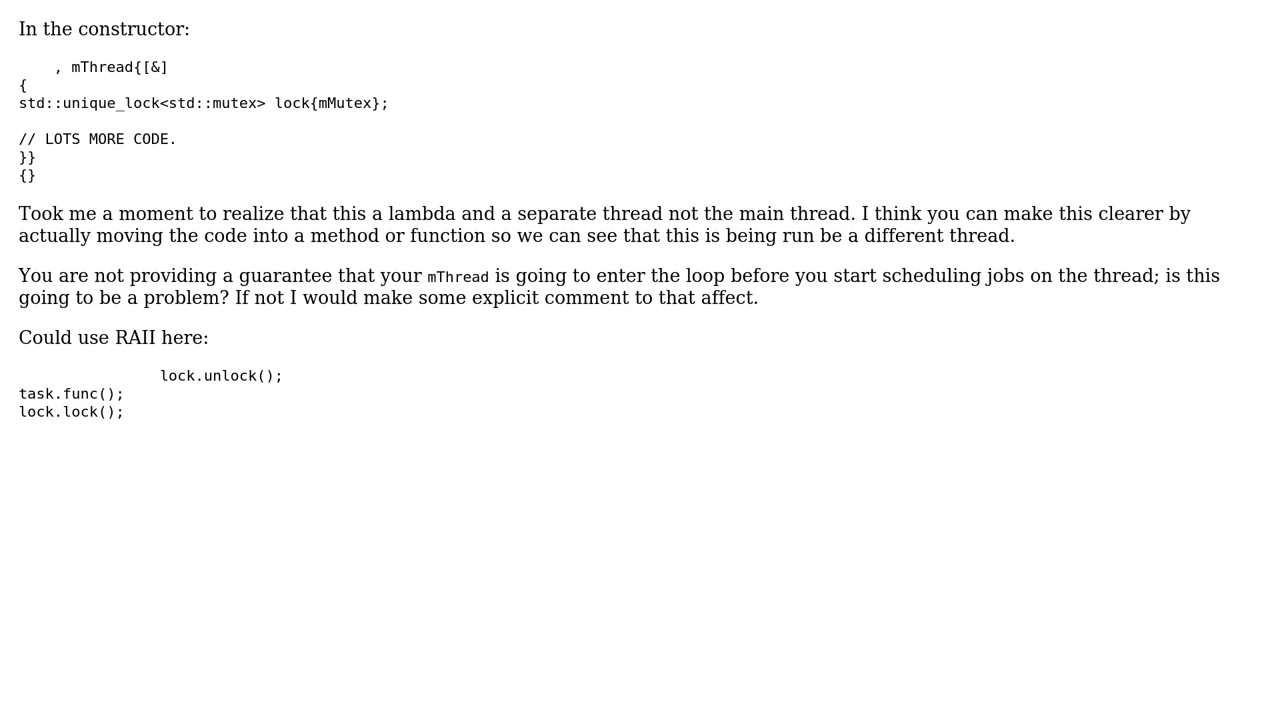 In the constructor:
, mThread{[&]
{
std::unique_lock<std::mutex> lock{mMutex};
// LOTS MORE CODE.
}}
{}
Took me a moment to realize that this a lambda and a separate thread not the main thread. I think you can make this clearer by
actually moving the code into a method or function so we can see that this is being run be a different thread.
You are not providing a guarantee that your mThread is going to enter the loop before you start scheduling jobs on the thread; is this
going to be a problem? If not I would make some explicit comment to that affect.
Could use RAII here:
lock.unlock();
task.func();
lock.lock();